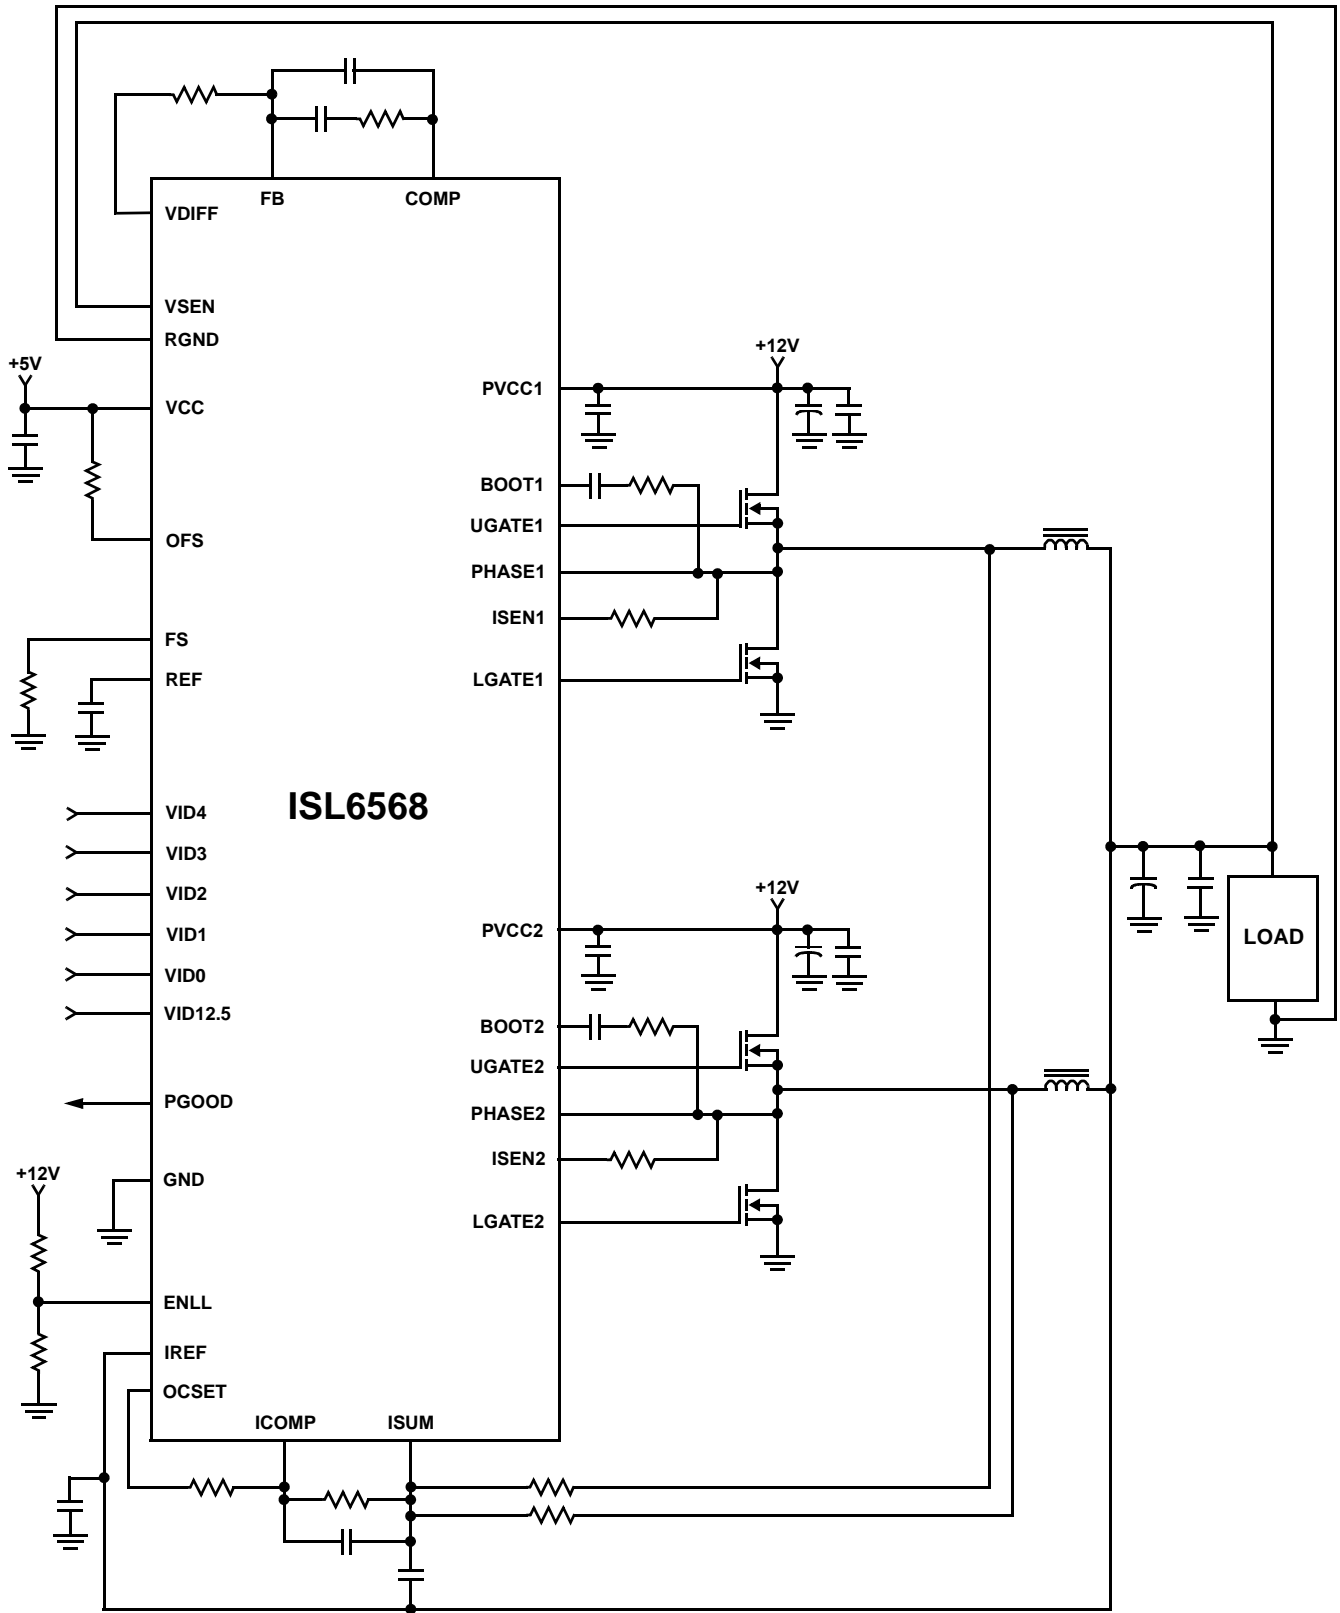 FB
COMP
VDIFF
VSEN
RGND
+5V
VCC
OFS
FS
REF
VID4
VID3
VID2
VID1
VID0
VID12.5
PGOOD
GND
+12V
ENLL
IREF
OCSET
ICOMP
ISUM
ISL6568
+12V
PVCC1
BOOT1
UGATE1
PHASE1
ISEN1
LGATE1
+12V
PVCC2
BOOT2
UGATE2
PHASE2
ISEN2
LGATE2
LOAD